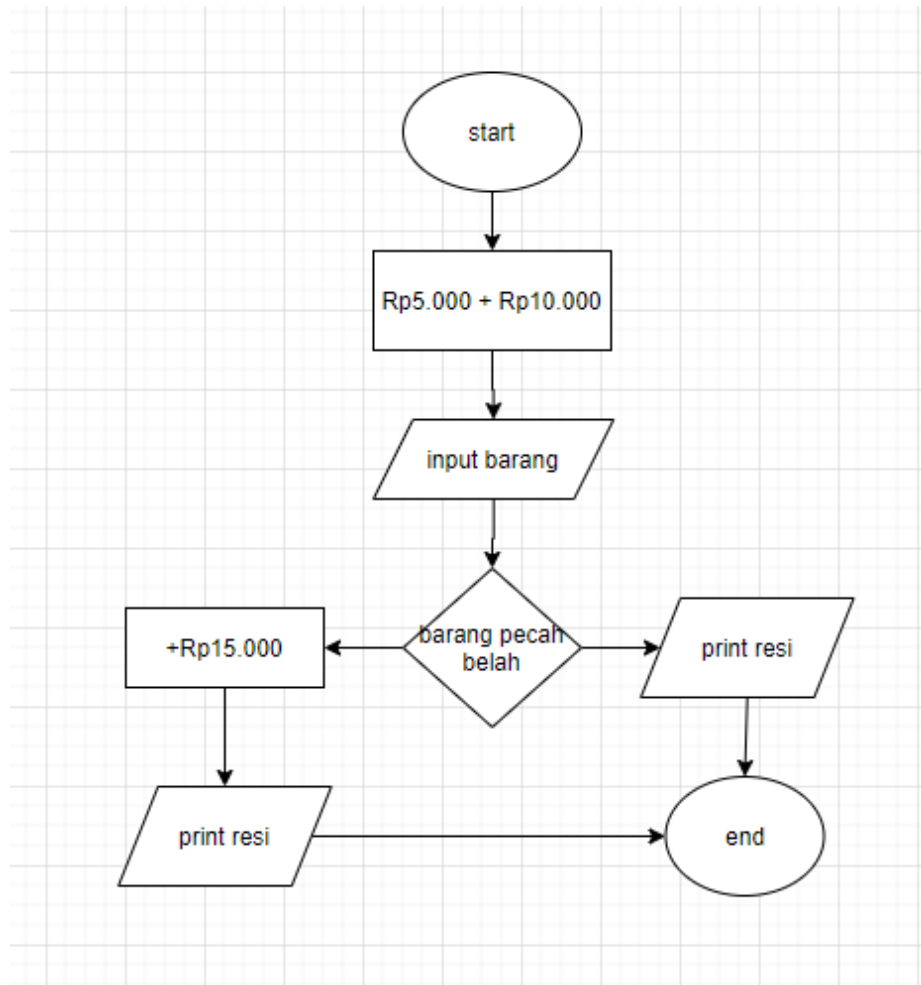 start
Rp5.000 + Rp10.000
input barang
barang pecah
belah
+Rp15.000
print resi
print resi
end